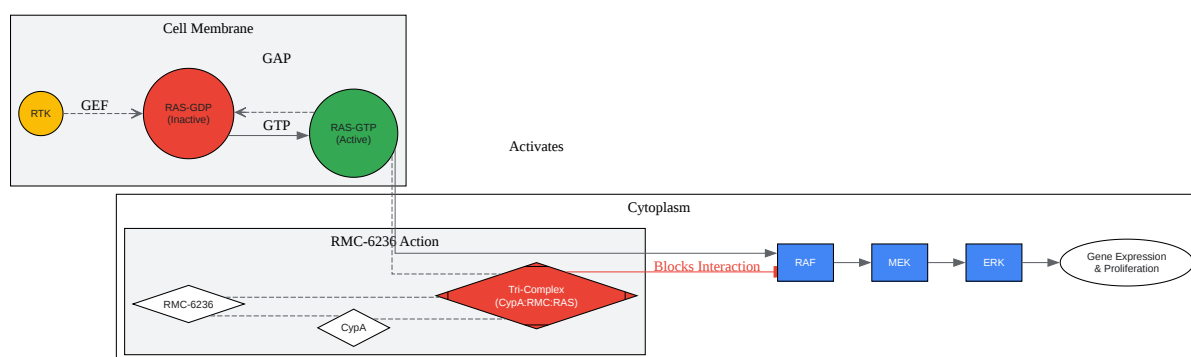 Cell Membrane
GAP
RTK
GEF
RAS-GDP
(Inactive)
GTP
RAS-GTP
(Active)
Activates
Cytoplasm
RMC-6236 Action
RMC-6236
CypA
Tri-Complex
(CypA:RMC:RAS)
Blocks Interaction
RAF
MEK
ERK
Gene Expression
& Proliferation